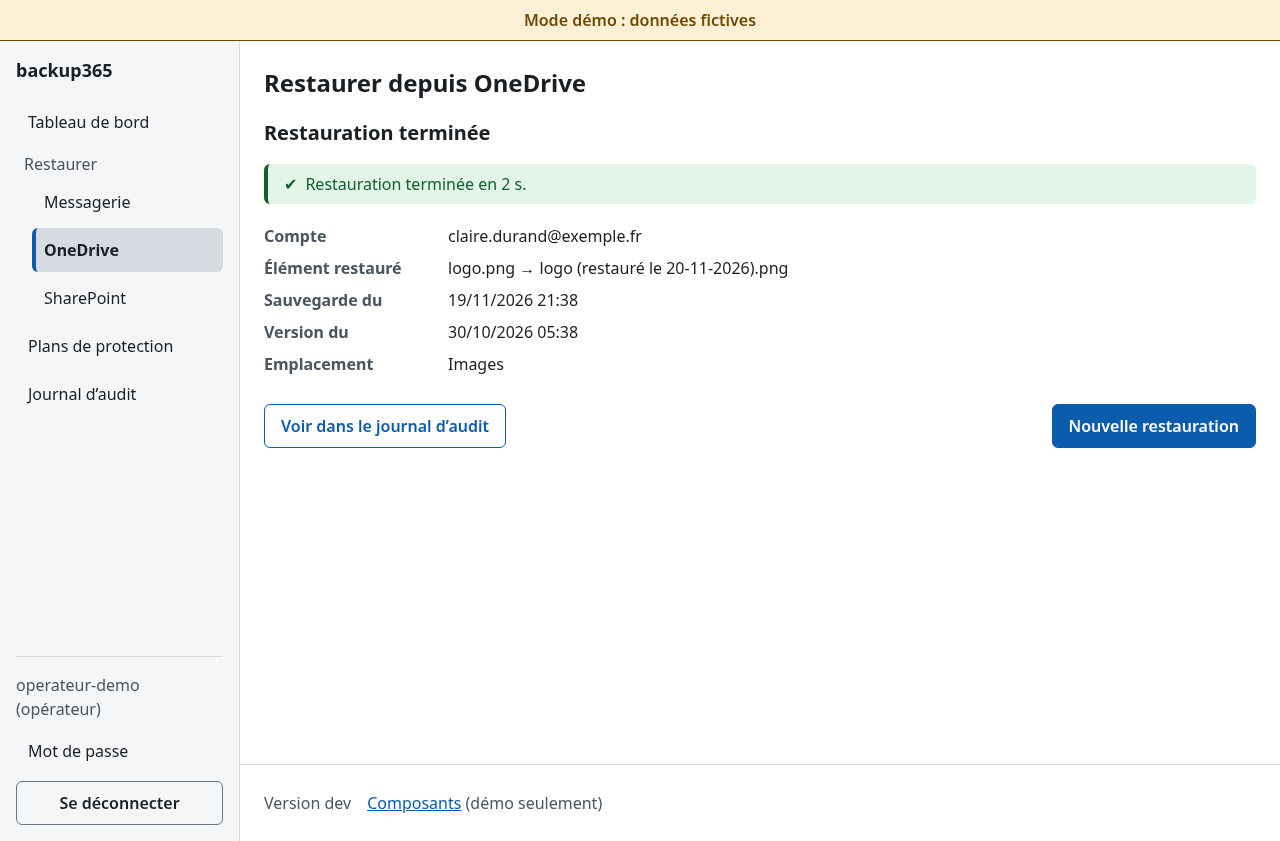 Mode démo : données fictives
backup365
Tableau de bord
Restaurer
Messagerie
OneDrive
SharePoint
Plans de protection
Journal d’audit
operateur-demo
(opérateur)
Mot de passe
Se déconnecter
Restaurer depuis OneDrive
Restauration terminée
✔ Restauration terminée en 2 s.
Compte claire.durand@exemple.fr
Élément restauré logo.png → logo (restauré le 20-11-2026).png
Sauvegarde du 19/11/2026 21:38
Version du 30/10/2026 05:38
Emplacement Images
Voir dans le journal d’audit Nouvelle restauration
Version dev Composants (démo seulement)